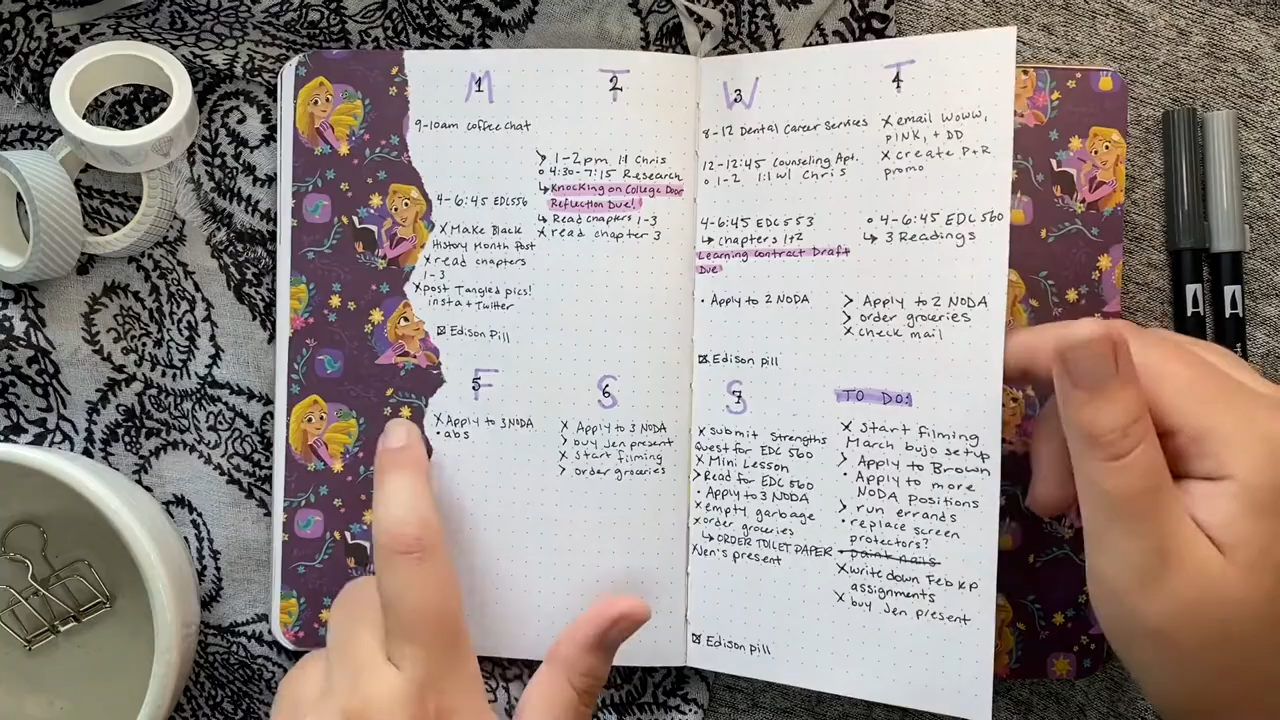 M 1
9-10am coffee chat
4-6:45 EDL556
X Make Black
History Month Post
X read chapters
1-3
X post Tangled pics!
insta + Twitter
☒ Edison Pill
T 2
> 1-2pm 1:1 Chris
o 4:30-7:15 Research
↳ Knocking on College Door
Reflection Due!
↳ Read chapters 1-3
X read chapter 3
W 3
8-12 Dental Career Services
12-12:45 Counseling Apt.
o 1-2 1:1 w/ Chris
4-6:45 EDL 553
↳ chapters 1+2
Learning Contract Draft
Due
• Apply to 2 NODA
☒ Edison pill
T 4
X email WoWW,
PINK, + DD
X create P+R
promo
o 4-6:45 EDL 560
↳ 3 Readings
> Apply to 2 NODA
> order groceries
X check mail
F 5
X Apply to 3 NODA
• abs
S 6
X Apply to 3 NODA
> buy Jen present
X start filming
> order groceries
S 7
X submit Strengths
Quest for EDL 560
X Mini Lesson
> Read for EDL 560
• Apply to 3 NODA
X empty garbage
X order groceries
↳ ORDER TOILET PAPER
X Jen's present
☒ Edison pill
TO DO:
X start filming
March bujo setup
> Apply to Brown
• Apply to more
NODA positions
> run errands
• replace screen
protectors?
• paint nails
X write down Feb
assignments
X buy Jen present